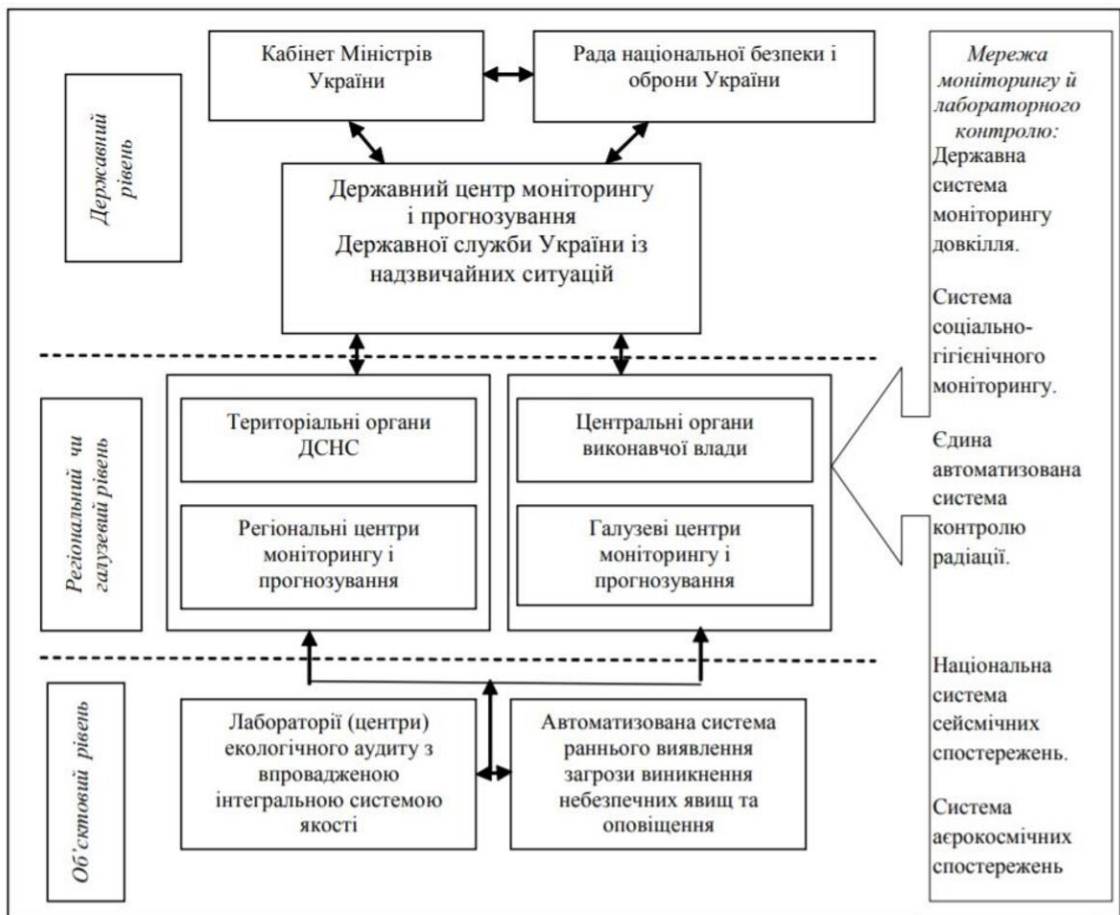 Державний
рівень
Кабінет Міністрів
України
Рада національної безпеки і
оборони України
Державний центр моніторингу
і прогнозування
Державної служби України із
надзвичайних ситуацій
Регіональний чи
галузевий рівень
Територіальні органи
ДСНС
Регіональні центри
моніторингу і
прогнозування
Центральні органи
виконавчої влади
Галузеві центри
моніторингу і
прогнозування
Об’єктовий рівень
Лабораторії (центри)
екологічного аудиту з
впровадженою
інтегральною системою
якості
Автоматизована система
раннього виявлення
загрози виникнення
небезпечних явищ та
оповіщення
Мережа
моніторингу й
лабораторного
контролю:
Державна
система
моніторингу
довкілля.
Система
соціально-
гігієнічного
моніторингу.
Єдина
автоматизована
система
контролю
радіації.
Національна
система
сейсмічних
спостережень.
Система
аєрокосмічних
спостережень